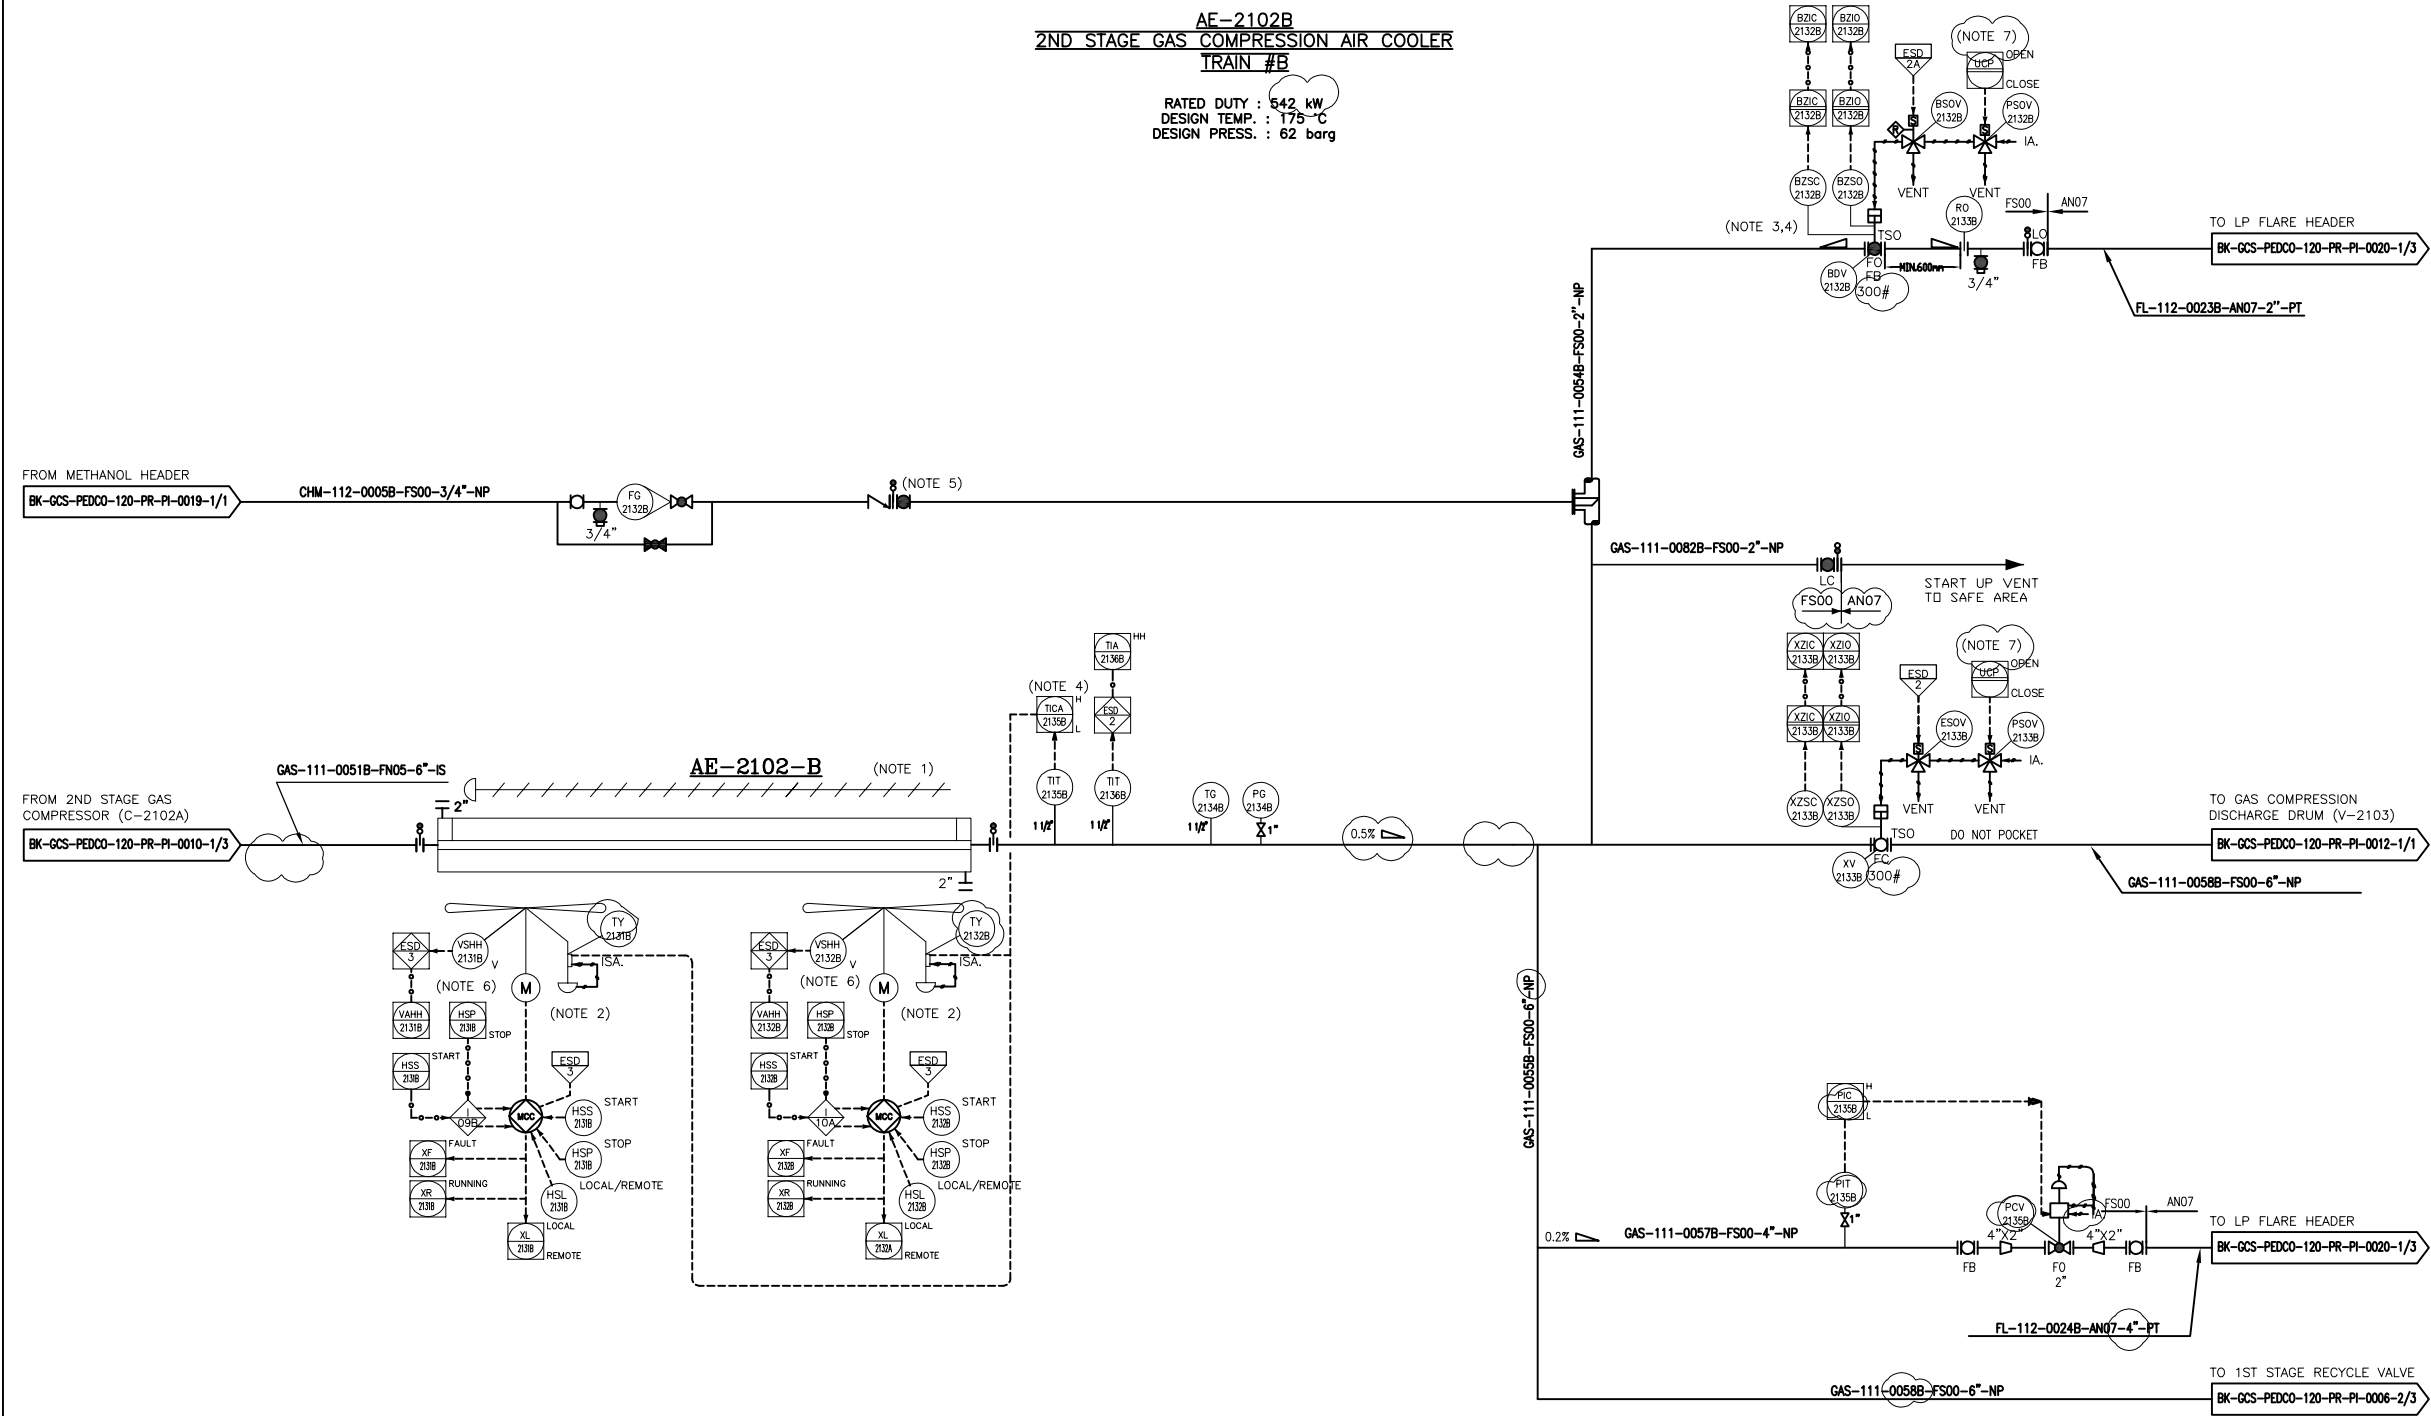 AE-2102B
2ND STAGE GAS COMPRESSION AIR COOLER
TRAIN #B
RATED DUTY : 542 kW
DESIGN TEMP. : 175 °C
DESIGN PRESS. : 62 barg
BZIC 2132B
BZIO 2132B
ESD 2A
(NOTE 7)
UCP
OPEN
CLOSE
BZIC 2132B
BZIO 2132B
BSOV 2132B
PSOV 2132B
S
S
R
IA.
BZSC 2132B
BZSO 2132B
VENT
VENT
(NOTE 3,4)
TSO
RO 2133B
FS00
AN07
LO
FB
TO LP FLARE HEADER
BK-GCS-PEDCO-120-PR-PI-0020-1/3
BDV 2132B
FO
FB
300#
MIN.600mm
3/4"
FL-112-0023B-AN07-2"-PT
GAS-111-0054B-FS00-2"-NP
FROM METHANOL HEADER
BK-GCS-PEDCO-120-PR-PI-0019-1/1
CHM-112-0005B-FS00-3/4"-NP
FG 2132B
3/4"
(NOTE 5)
GAS-111-0082B-FS00-2"-NP
LC
FS00
AN07
START UP VENT
TO SAFE AREA
XZIC 2133B
XZIO 2133B
ESD 2
(NOTE 7)
UCP
OPEN
CLOSE
XZIC 2133B
XZIO 2133B
ESOV 2133B
PSOV 2133B
S
S
IA.
XZSC 2133B
XZSO 2133B
VENT
VENT
TSO
DO NOT POCKET
XV 2133B
FC
300#
TO GAS COMPRESSION
DISCHARGE DRUM (V-2103)
BK-GCS-PEDCO-120-PR-PI-0012-1/1
GAS-111-0058B-FS00-6"-NP
TIA 2136B
HH
(NOTE 4)
TICA 2135B
H
L
ESD 2
TIT 2135B
TIT 2136B
TG 2134B
PG 2134B
1 1/2"
1 1/2"
1 1/2"
1"
0.5%
GAS-111-0051B-FN05-6"-IS
AE-2102-B
(NOTE 1)
FROM 2ND STAGE GAS
COMPRESSOR (C-2102A)
BK-GCS-PEDCO-120-PR-PI-0010-1/3
2"
2"
ESD 3
VSHH 2131B
V
TY 2131B
ISA.
(NOTE 6)
M
(NOTE 2)
VAHH 2131B
HSP 2131B
STOP
HSS 2131B
START
ESD 3
I 09B
MCC
HSS 2131B
START
XF 2131B
FAULT
HSP 2131B
STOP
XR 2131B
RUNNING
HSL 2131B
LOCAL/REMOTE
XL 2131B
LOCAL
REMOTE
ESD 3
VSHH 2132B
V
TY 2132B
ISA.
(NOTE 6)
M
(NOTE 2)
VAHH 2132B
HSP 2132B
STOP
HSS 2132B
START
ESD 3
I 10A
MCC
HSS 2132B
START
XF 2132B
FAULT
HSP 2132B
STOP
XR 2132B
RUNNING
HSL 2132B
LOCAL/REMOTE
XL 2132A
LOCAL
REMOTE
GAS-111-0055B-FS00-6"-NP
PIC 2135B
H
L
PIT 2135B
1"
0.2%
GAS-111-0057B-FS00-4"-NP
PCV 2135B
IA
FS00
AN07
4"X2"
4"X2"
FB
FO
2"
FB
TO LP FLARE HEADER
BK-GCS-PEDCO-120-PR-PI-0020-1/3
FL-112-0024B-AN07-4"-PT
GAS-111-0058B-FS00-6"-NP
TO 1ST STAGE RECYCLE VALVE
BK-GCS-PEDCO-120-PR-PI-0006-2/3